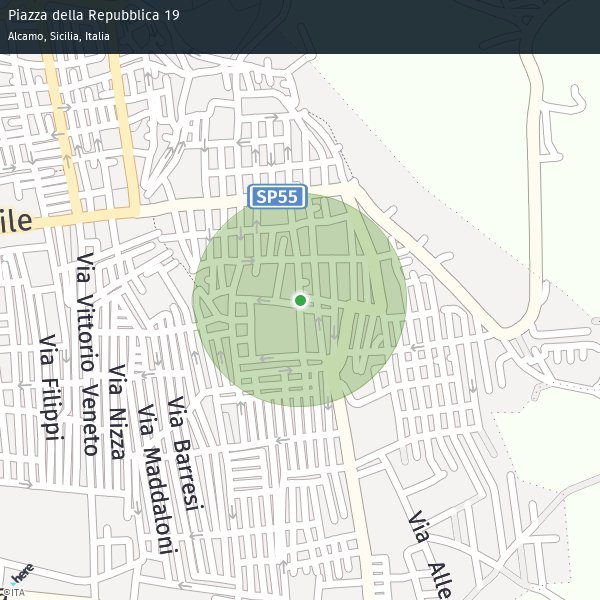 Piazza della Repubblica 19
Alcamo, Sicilia, Italia
SP55
ile
Via Vittorio Veneto
Via Filippi
Via Nizza
Via Maddaloni
Via Barresi
Via Alle
here
©ITA